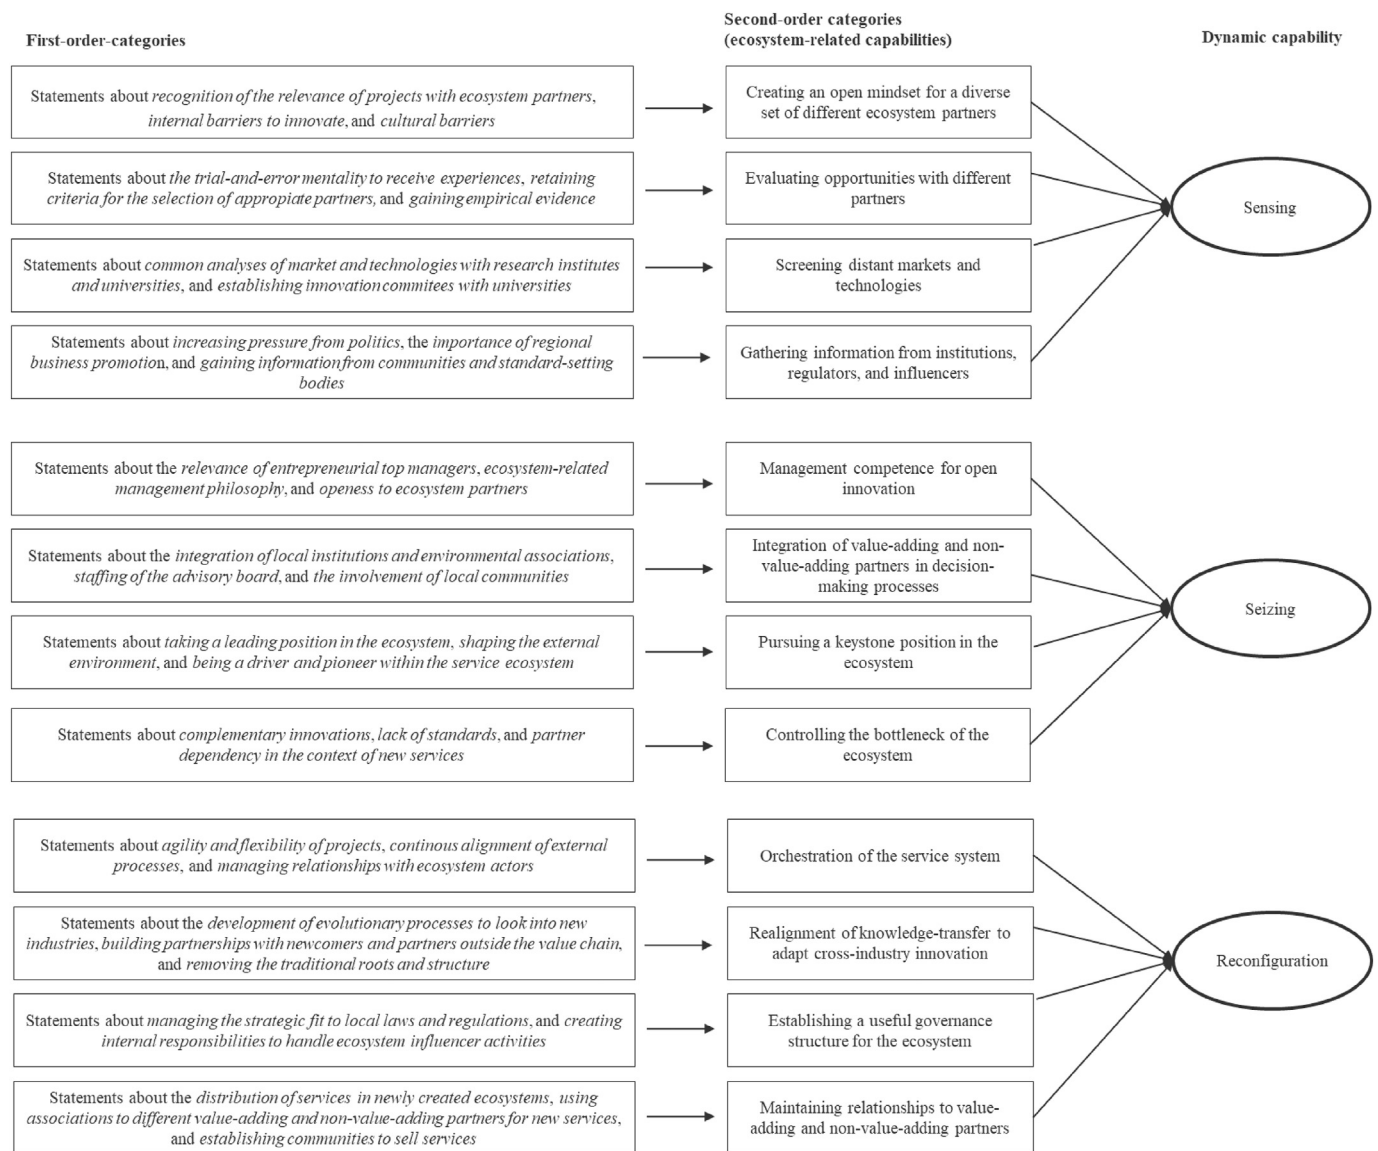 First-order-categories
Second-order categories
(ecosystem-related capabilities)
Dynamic capability
Statements about recognition of the relevance of projects with ecosystem partners,
internal barriers to innovate, and cultural barriers
Creating an open mindset for a diverse
set of different ecosystem partners
Statements about the trial-and-error mentality to receive experiences, retaining
criteria for the selection of appropiate partners, and gaining empirical evidence
Evaluating opportunities with different
partners
Sensing
Statements about common analyses of market and technologies with research institutes
and universities, and establishing innovation commitees with universities
Screening distant markets and
technologies
Statements about increasing pressure from politics, the importance of regional
business promotion, and gaining information from communities and standard-setting
bodies
Gathering information from institutions,
regulators, and influencers
Statements about the relevance of entrepreneurial top managers, ecosystem-related
management philosophy, and openess to ecosystem partners
Management competence for open
innovation
Statements about the integration of local institutions and environmental associations,
staffing of the advisory board, and the involvement of local communities
Integration of value-adding and non-
value-adding partners in decision-
making processes
Seizing
Statements about taking a leading position in the ecosystem, shaping the external
environment, and being a driver and pioneer within the service ecosystem
Pursuing a keystone position in the
ecosystem
Statements about complementary innovations, lack of standards, and partner
dependency in the context of new services
Controlling the bottleneck of the
ecosystem
Statements about agility and flexibility of projects, continous alignment of external
processes, and managing relationships with ecosystem actors
Orchestration of the service system
Statements about the development of evolutionary processes to look into new
industries, building partnerships with newcomers and partners outside the value chain,
and removing the traditional roots and structure
Realignment of knowledge-transfer to
adapt cross-industry innovation
Reconfiguration
Statements about managing the strategic fit to local laws and regulations, and creating
internal responsibilities to handle ecosystem influencer activities
Establishing a useful governance
structure for the ecosystem
Statements about the distribution of services in newly created ecosystems, using
associations to different value-adding and non-value-adding partners for new services,
and establishing communities to sell services
Maintaining relationships to value-
adding and non-value-adding partners